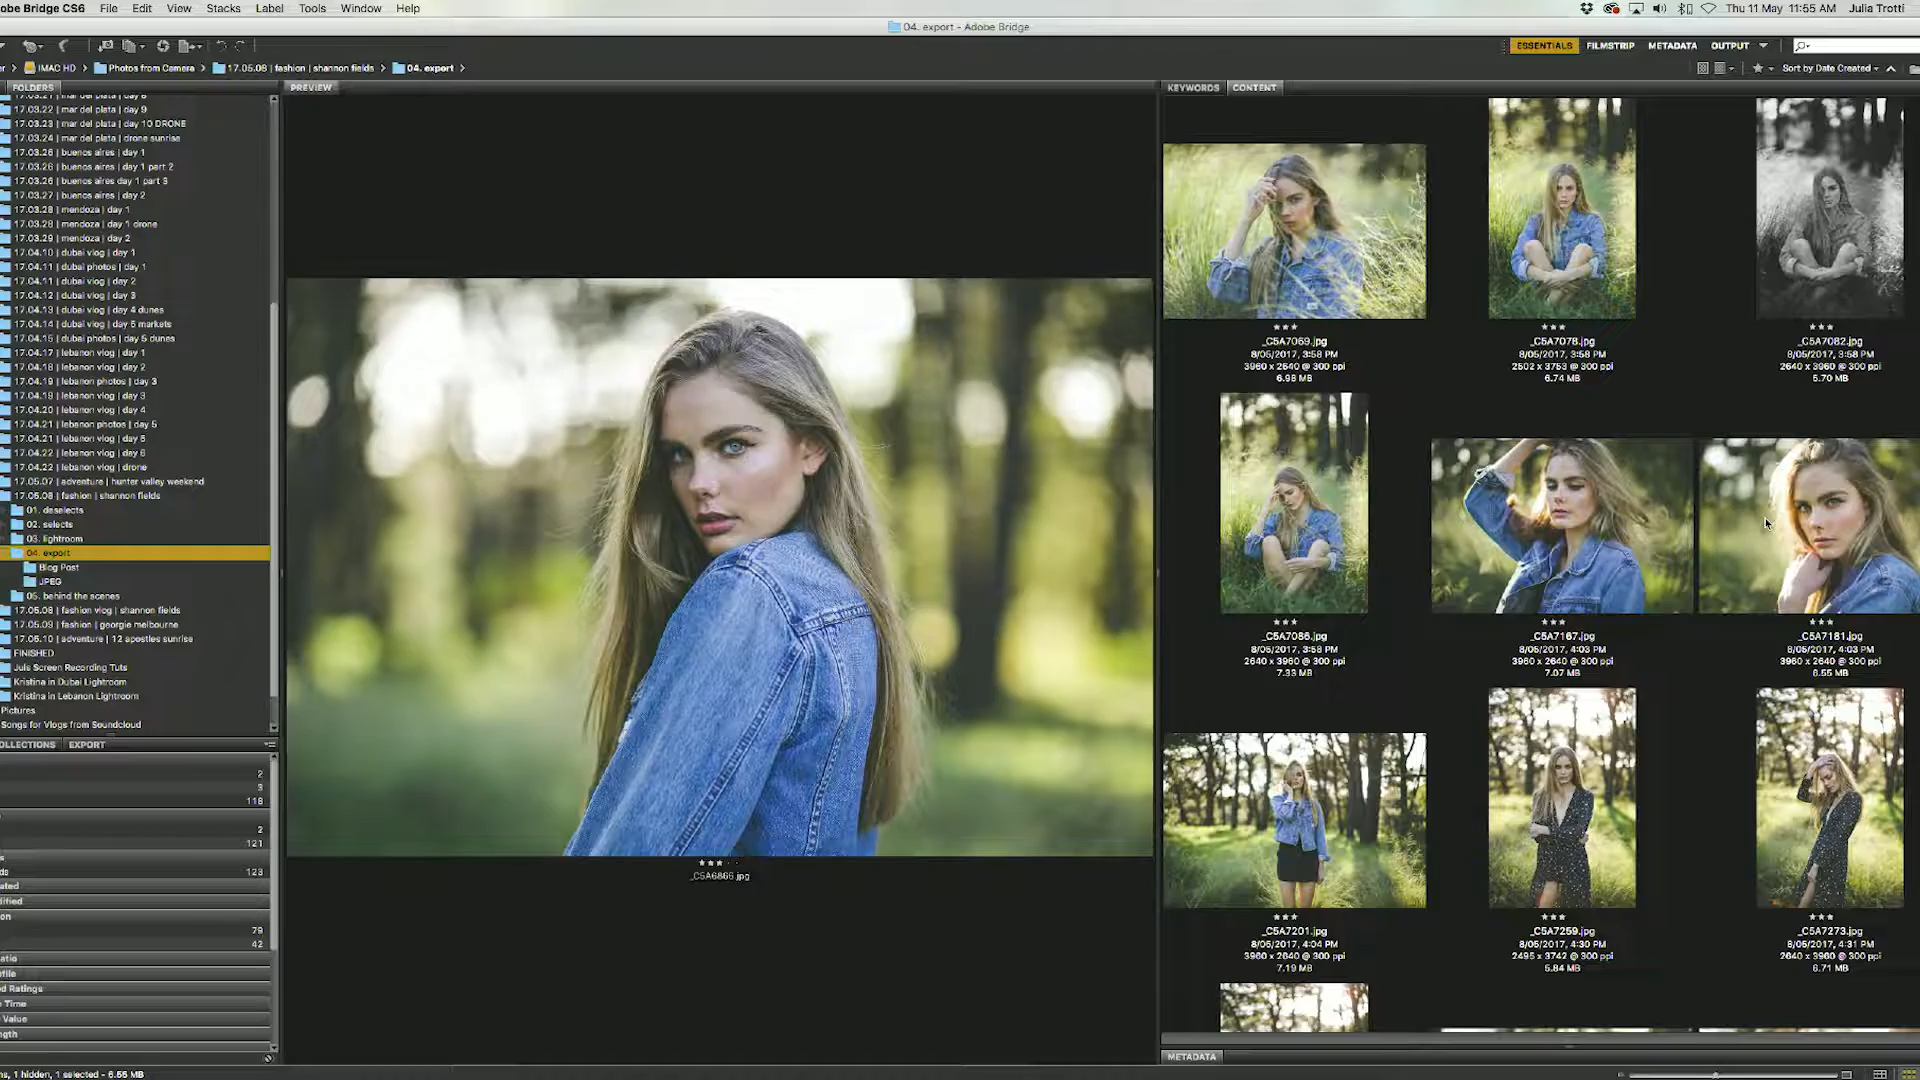 obe Bridge CS6 File Edit View Stacks Label Tools Window Help Thu 11 May 11:55 AM Julia Trotti
04. export - Adobe Bridge
ESSENTIALS FILMSTRIP METADATA OUTPUT
IMAC HD Photos from Camera 17.05.08 | fashion | shannon fields 04. export Sort by Date Created
FOLDERS
17.03.22 | mar del plata | day 9
17.03.23 | mar del plata | day 10 DRONE
17.03.24 | mar del plata | drone sunrise
17.03.26 | buenos aires | day 1
17.03.26 | buenos aires | day 1 part 2
17.03.26 | buenos aires day 1 part 3
17.03.27 | buenos aires | day 2
17.03.28 | mendoza | day 1
17.03.28 | mendoza | day 1 drone
17.03.29 | mendoza | day 2
17.04.10 | dubai vlog | day 1
17.04.11 | dubai photos | day 1
17.04.11 | dubai vlog | day 2
17.04.12 | dubai vlog | day 3
17.04.13 | dubai vlog | day 4 dunes
17.04.14 | dubai vlog | day 5 markets
17.04.15 | dubai photos | day 5 dunes
17.04.17 | lebanon vlog | day 1
17.04.18 | lebanon vlog | day 2
17.04.19 | lebanon photos | day 3
17.04.19 | lebanon vlog | day 3
17.04.20 | lebanon vlog | day 4
17.04.21 | lebanon photos | day 5
17.04.21 | lebanon vlog | day 5
17.04.22 | lebanon vlog | day 6
17.04.22 | lebanon vlog | drone
17.05.07 | adventure | hunter valley weekend
17.05.08 | fashion | shannon fields
01. deselects
02. selects
03. lightroom
04. export
Blog Post
JPEG
05. behind the scenes
17.05.08 | fashion vlog | shannon fields
17.05.09 | fashion | georgie melbourne
17.05.10 | adventure | 12 apostles sunrise
FINISHED
Juls Screen Recording Tuts
Kristina in Dubai Lightroom
Kristina in Lebanon Lightroom
Pictures
Songs for Vlogs from Soundcloud
OLLECTIONS EXPORT
2
3
118
2
121
s
ds 123
ated
dified
on
79
42
atio
ofile
d Ratings
Time
Value
ngth
ns, 1 hidden, 1 selected - 6.55 MB
PREVIEW
_C5A6866.jpg
KEYWORDS CONTENT
_C5A7069.jpg
8/05/2017, 3:58 PM
3960 x 2640 @ 300 ppi
6.98 MB
_C5A7078.jpg
8/05/2017, 3:58 PM
2502 x 3753 @ 300 ppi
6.74 MB
_C5A7082.jpg
8/05/2017, 3:58 PM
2640 x 3960 @ 300 ppi
5.70 MB
_C5A7086.jpg
8/05/2017, 3:58 PM
2640 x 3960 @ 300 ppi
7.33 MB
_C5A7167.jpg
8/05/2017, 4:03 PM
3960 x 2640 @ 300 ppi
7.07 MB
_C5A7181.jpg
8/05/2017, 4:03 PM
3960 x 2640 @ 300 ppi
6.55 MB
_C5A7201.jpg
8/05/2017, 4:04 PM
3960 x 2640 @ 300 ppi
7.19 MB
_C5A7259.jpg
8/05/2017, 4:30 PM
2495 x 3742 @ 300 ppi
5.84 MB
_C5A7273.jpg
8/05/2017, 4:31 PM
2640 x 3960 @ 300 ppi
6.71 MB
METADATA